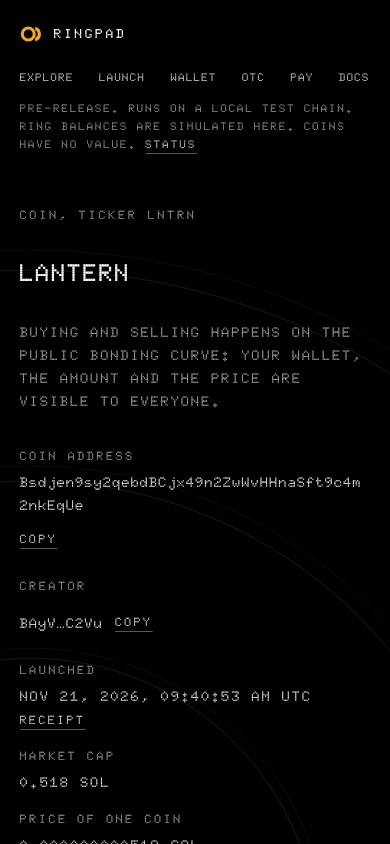 RINGPAD
EXPLORE LAUNCH WALLET OTC PAY DOCS
PRE-RELEASE. RUNS ON A LOCAL TEST CHAIN.
RING BALANCES ARE SIMULATED HERE. COINS
HAVE NO VALUE. STATUS
COIN, TICKER LNTRN
LANTERN
BUYING AND SELLING HAPPENS ON THE
PUBLIC BONDING CURVE: YOUR WALLET,
THE AMOUNT AND THE PRICE ARE
VISIBLE TO EVERYONE.
COIN ADDRESS
Bsdjen9sy2qebdBCjx49n2ZwWvHHnaSft9c4m
2nkEqUe
COPY
CREATOR
BAyV…C2Vu COPY
LAUNCHED
NOV 21, 2026, 09:40:53 AM UTC
RECEIPT
MARKET CAP
0.518 SOL
PRICE OF ONE COIN